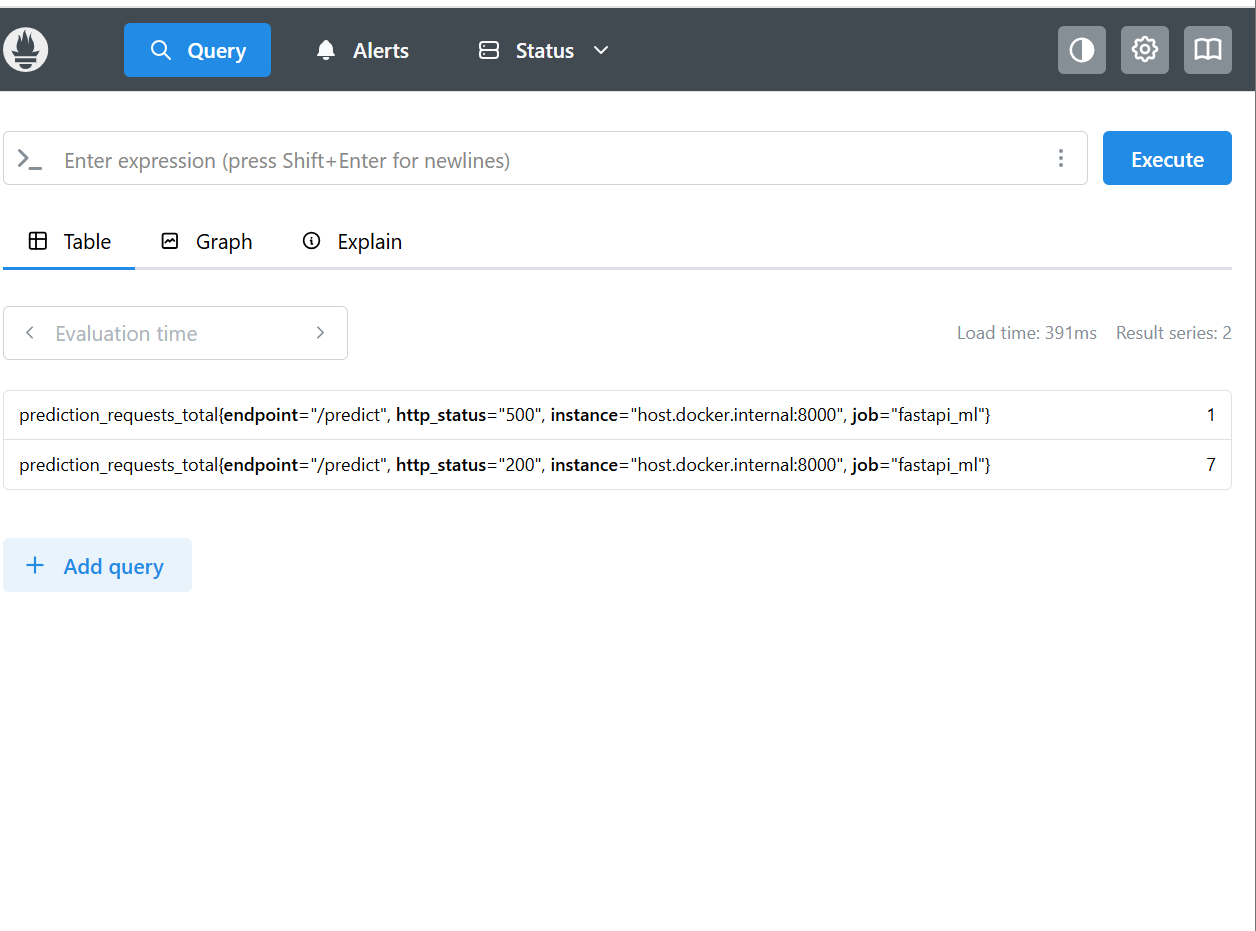 Query Alerts Status
>_ Enter expression (press Shift+Enter for newlines) Execute
Table Graph Explain
Evaluation time Load time: 391ms Result series: 2
prediction_requests_total{endpoint="/predict", http_status="500", instance="host.docker.internal:8000", job="fastapi_ml"} 1
prediction_requests_total{endpoint="/predict", http_status="200", instance="host.docker.internal:8000", job="fastapi_ml"} 7
+ Add query